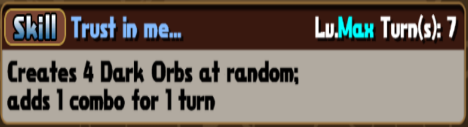 Skill Trust in me... Lv.Max Turn(s): 7
Creates 4 Dark Orbs at random;
adds 1 combo for 1 turn